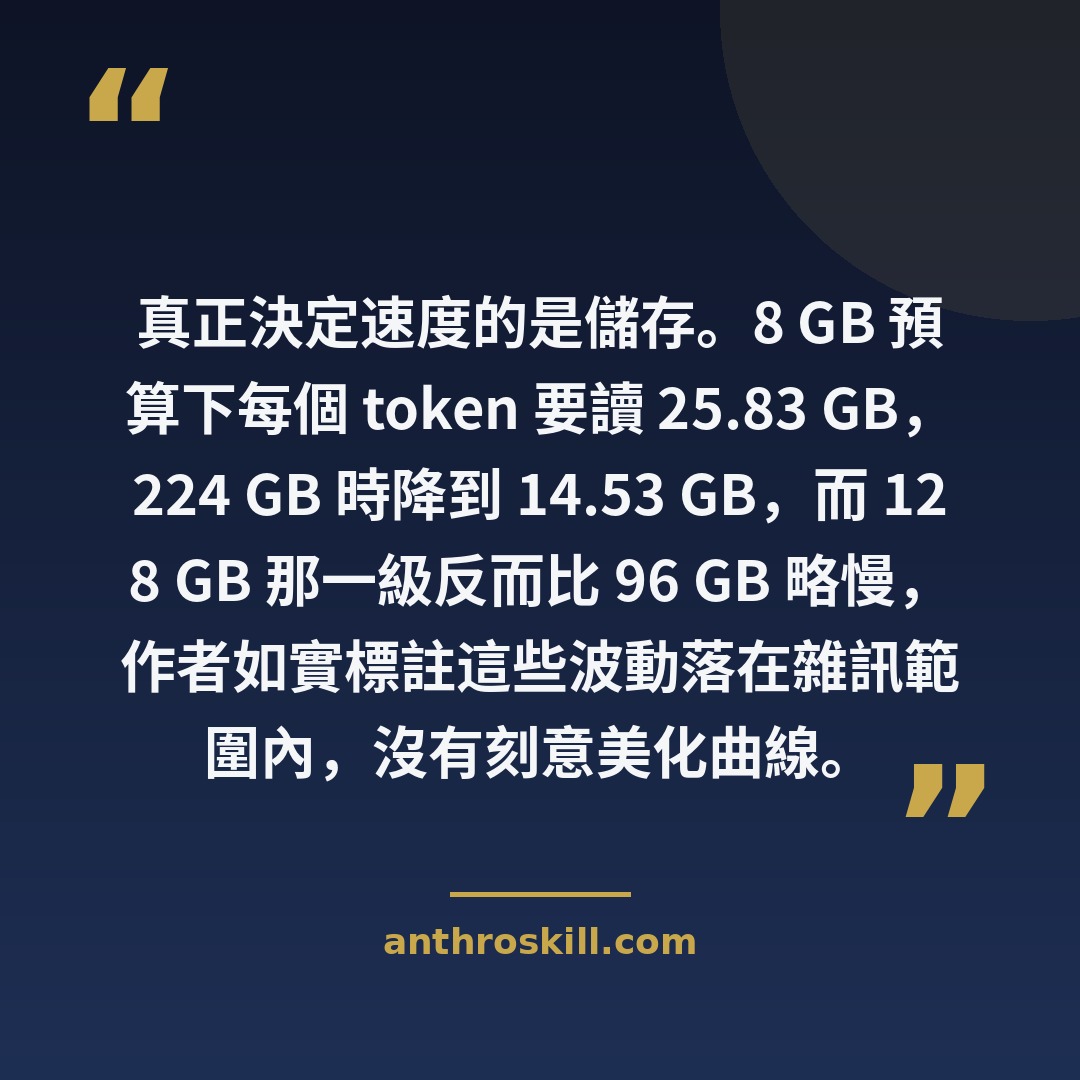 “
真正決定速度的是儲存。8 GB 預
算下每個 token 要讀 25.83 GB，
224 GB 時降到 14.53 GB，而 12
8 GB 那一級反而比 96 GB 略慢，
作者如實標註這些波動落在雜訊範
圍內，沒有刻意美化曲線。
”
anthroskill.com